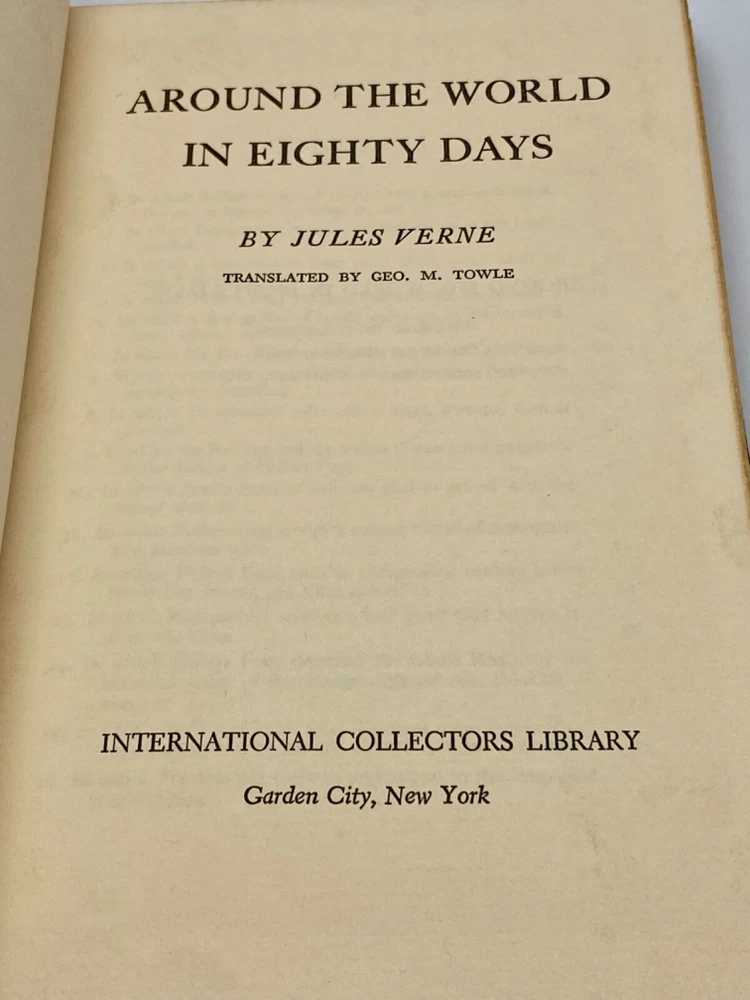 AROUND THE WORLD
IN EIGHTY DAYS
BY JULES VERNE
TRANSLATED BY GEO. M. TOWLE
INTERNATIONAL COLLECTORS LIBRARY
Garden City, New York